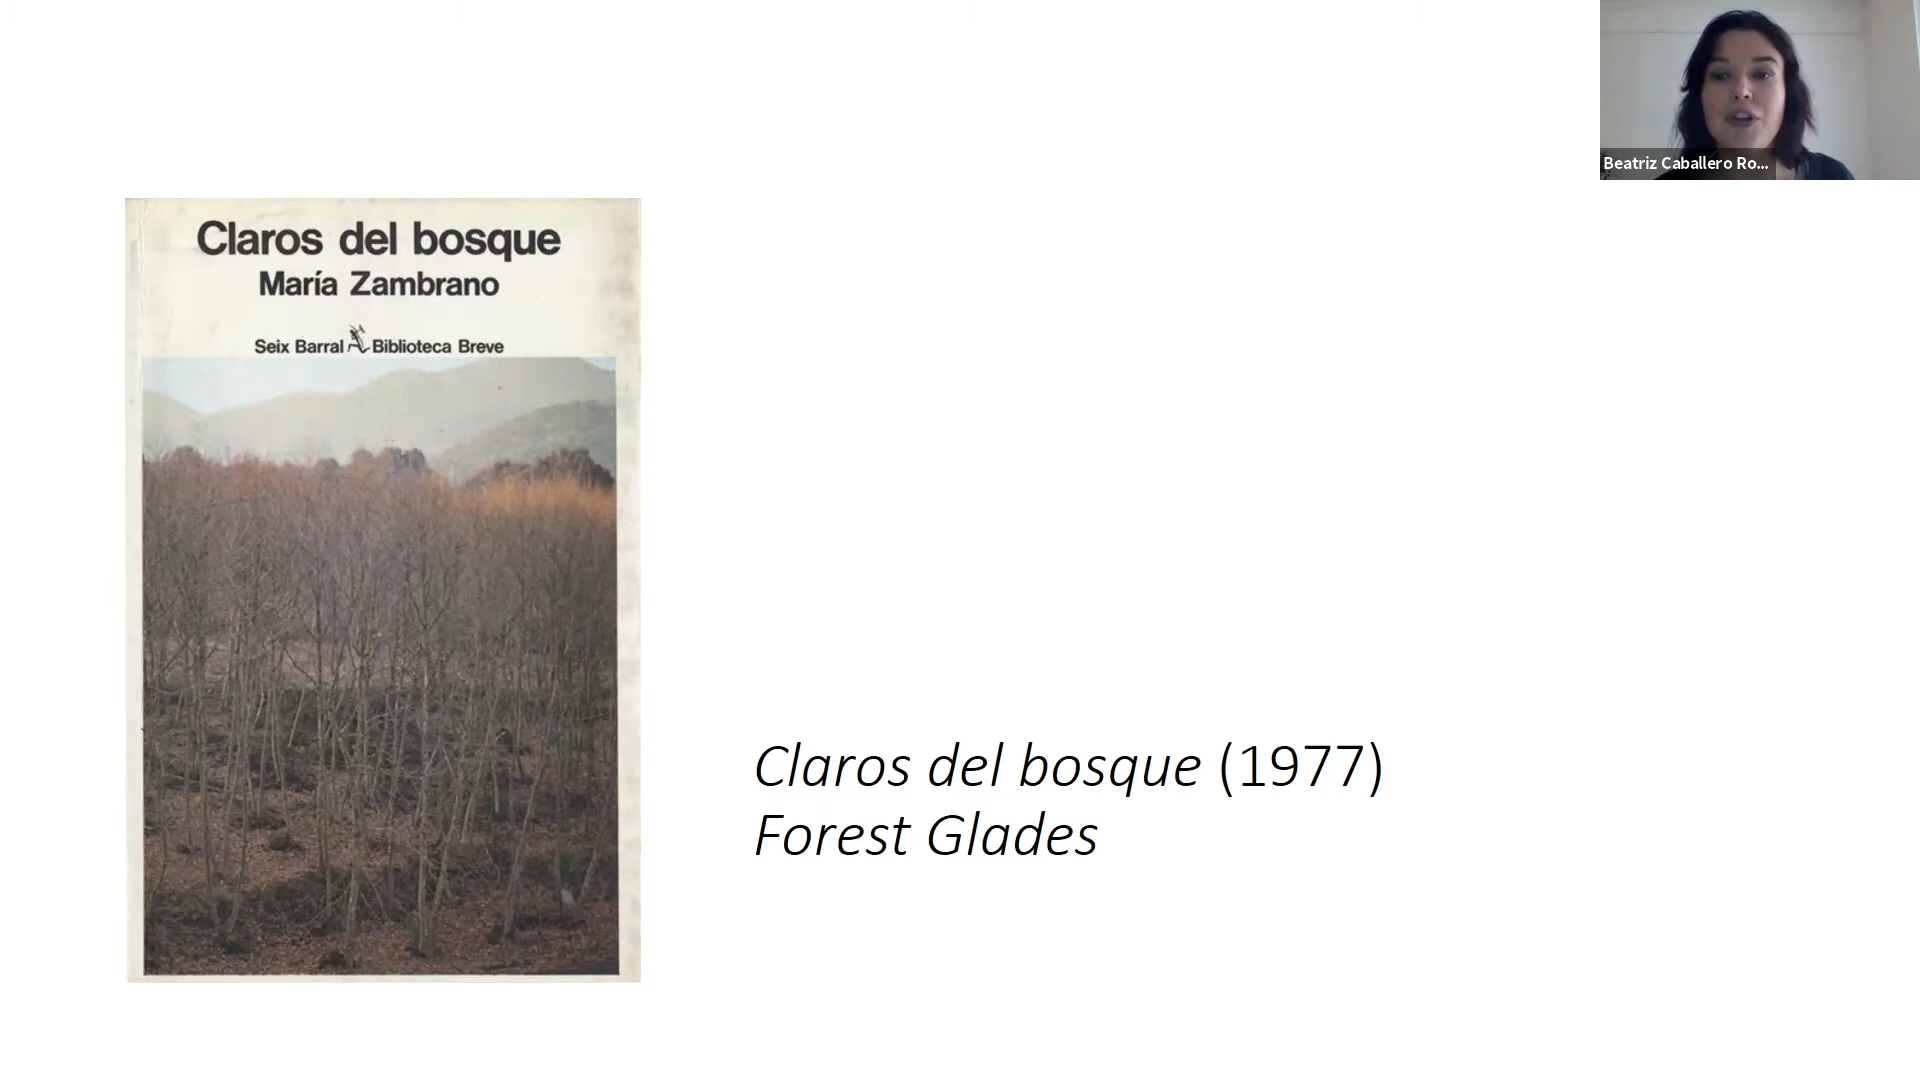 Beatriz Caballero Ro...
Claros del bosque
María Zambrano
Seix Barral Biblioteca Breve
Claros del bosque (1977)
Forest Glades